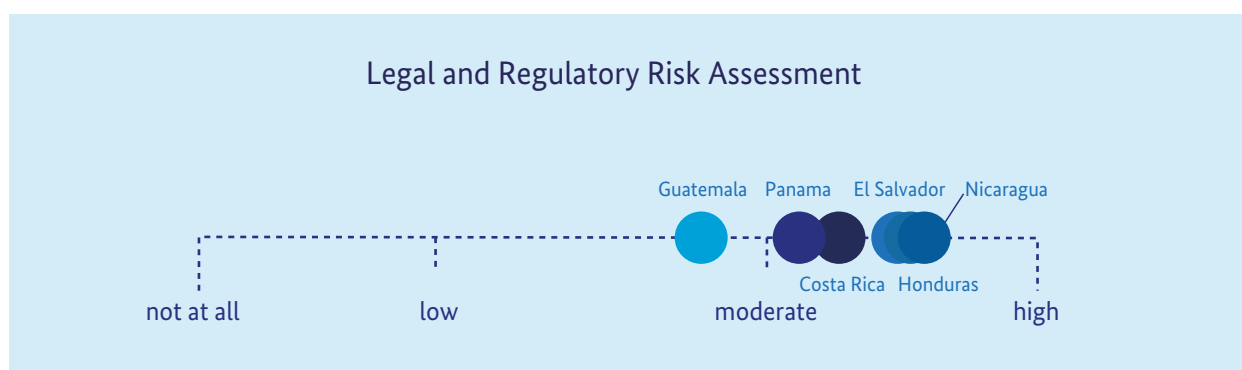 Legal and Regulatory Risk Assessment
Guatemala Panama El Salvador Nicaragua
Costa Rica Honduras
not at all low moderate high